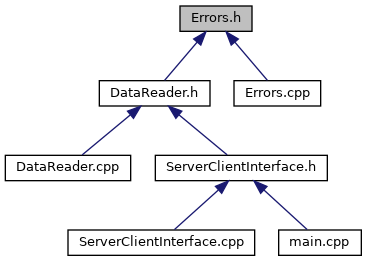 Errors.h
DataReader.h
Errors.cpp
DataReader.cpp
ServerClientInterface.h
ServerClientInterface.cpp
main.cpp